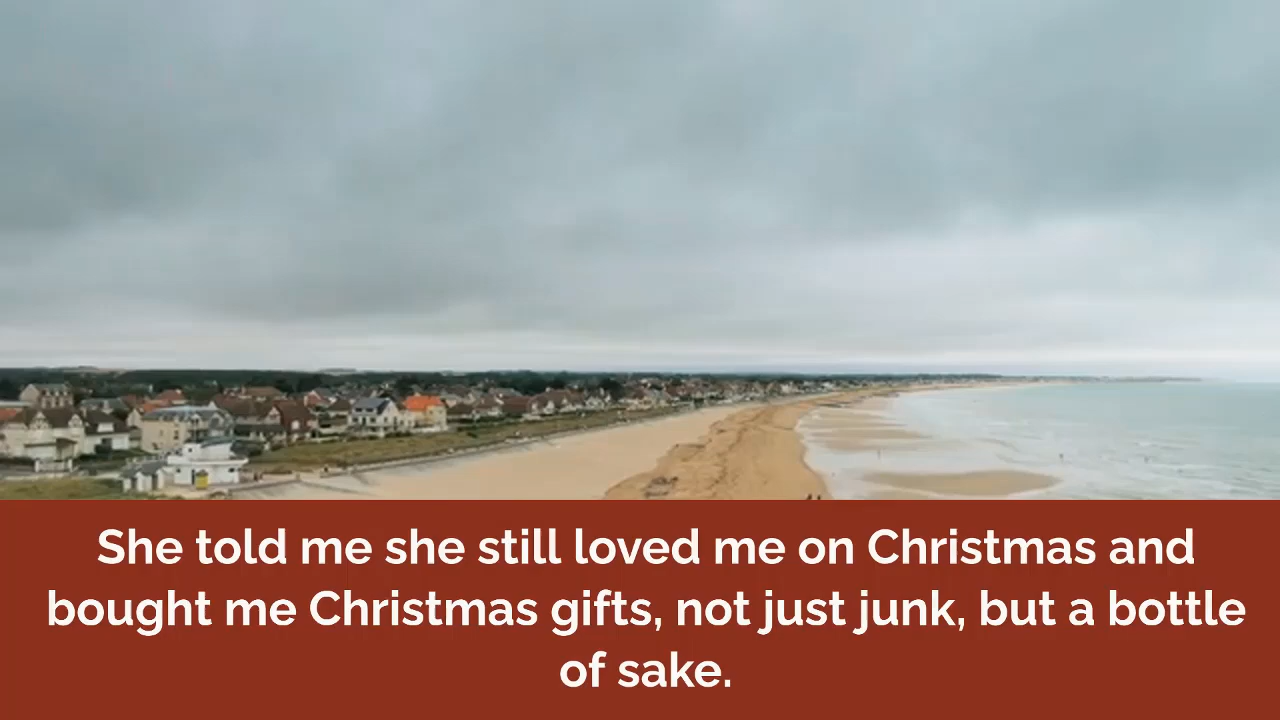 She told me she still loved me on Christmas and
bought me Christmas gifts, not just junk, but a bottle
of sake.